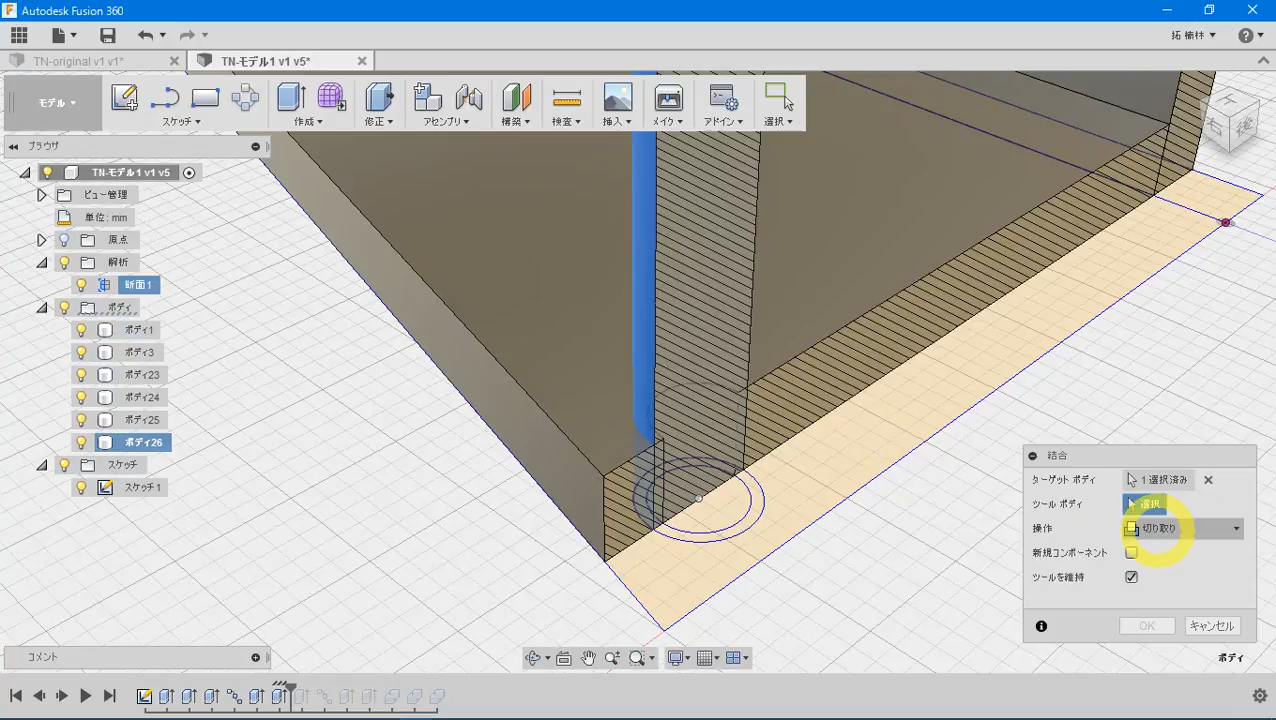 Autodesk Fusion 360
拓 楠林
TN-original v1 v1*
TN-モデル1 v1 v5*
モデル
スケッチ
作成
修正
アセンブリ
構築
検査
挿入
メイク
アドイン
選択
ブラウザ
TN-モデル1 v1 v5
ビュー管理
単位: mm
原点
解析
断面1
ボディ
ボディ1
ボディ3
ボディ23
ボディ24
ボディ25
ボディ26
スケッチ
スケッチ1
上
右
後
結合
ターゲット ボディ
1 選択済み
ツール ボディ
選択
操作
切り取り
新規コンポーネント
ツールを維持
OK
キャンセル
コメント
ボディ